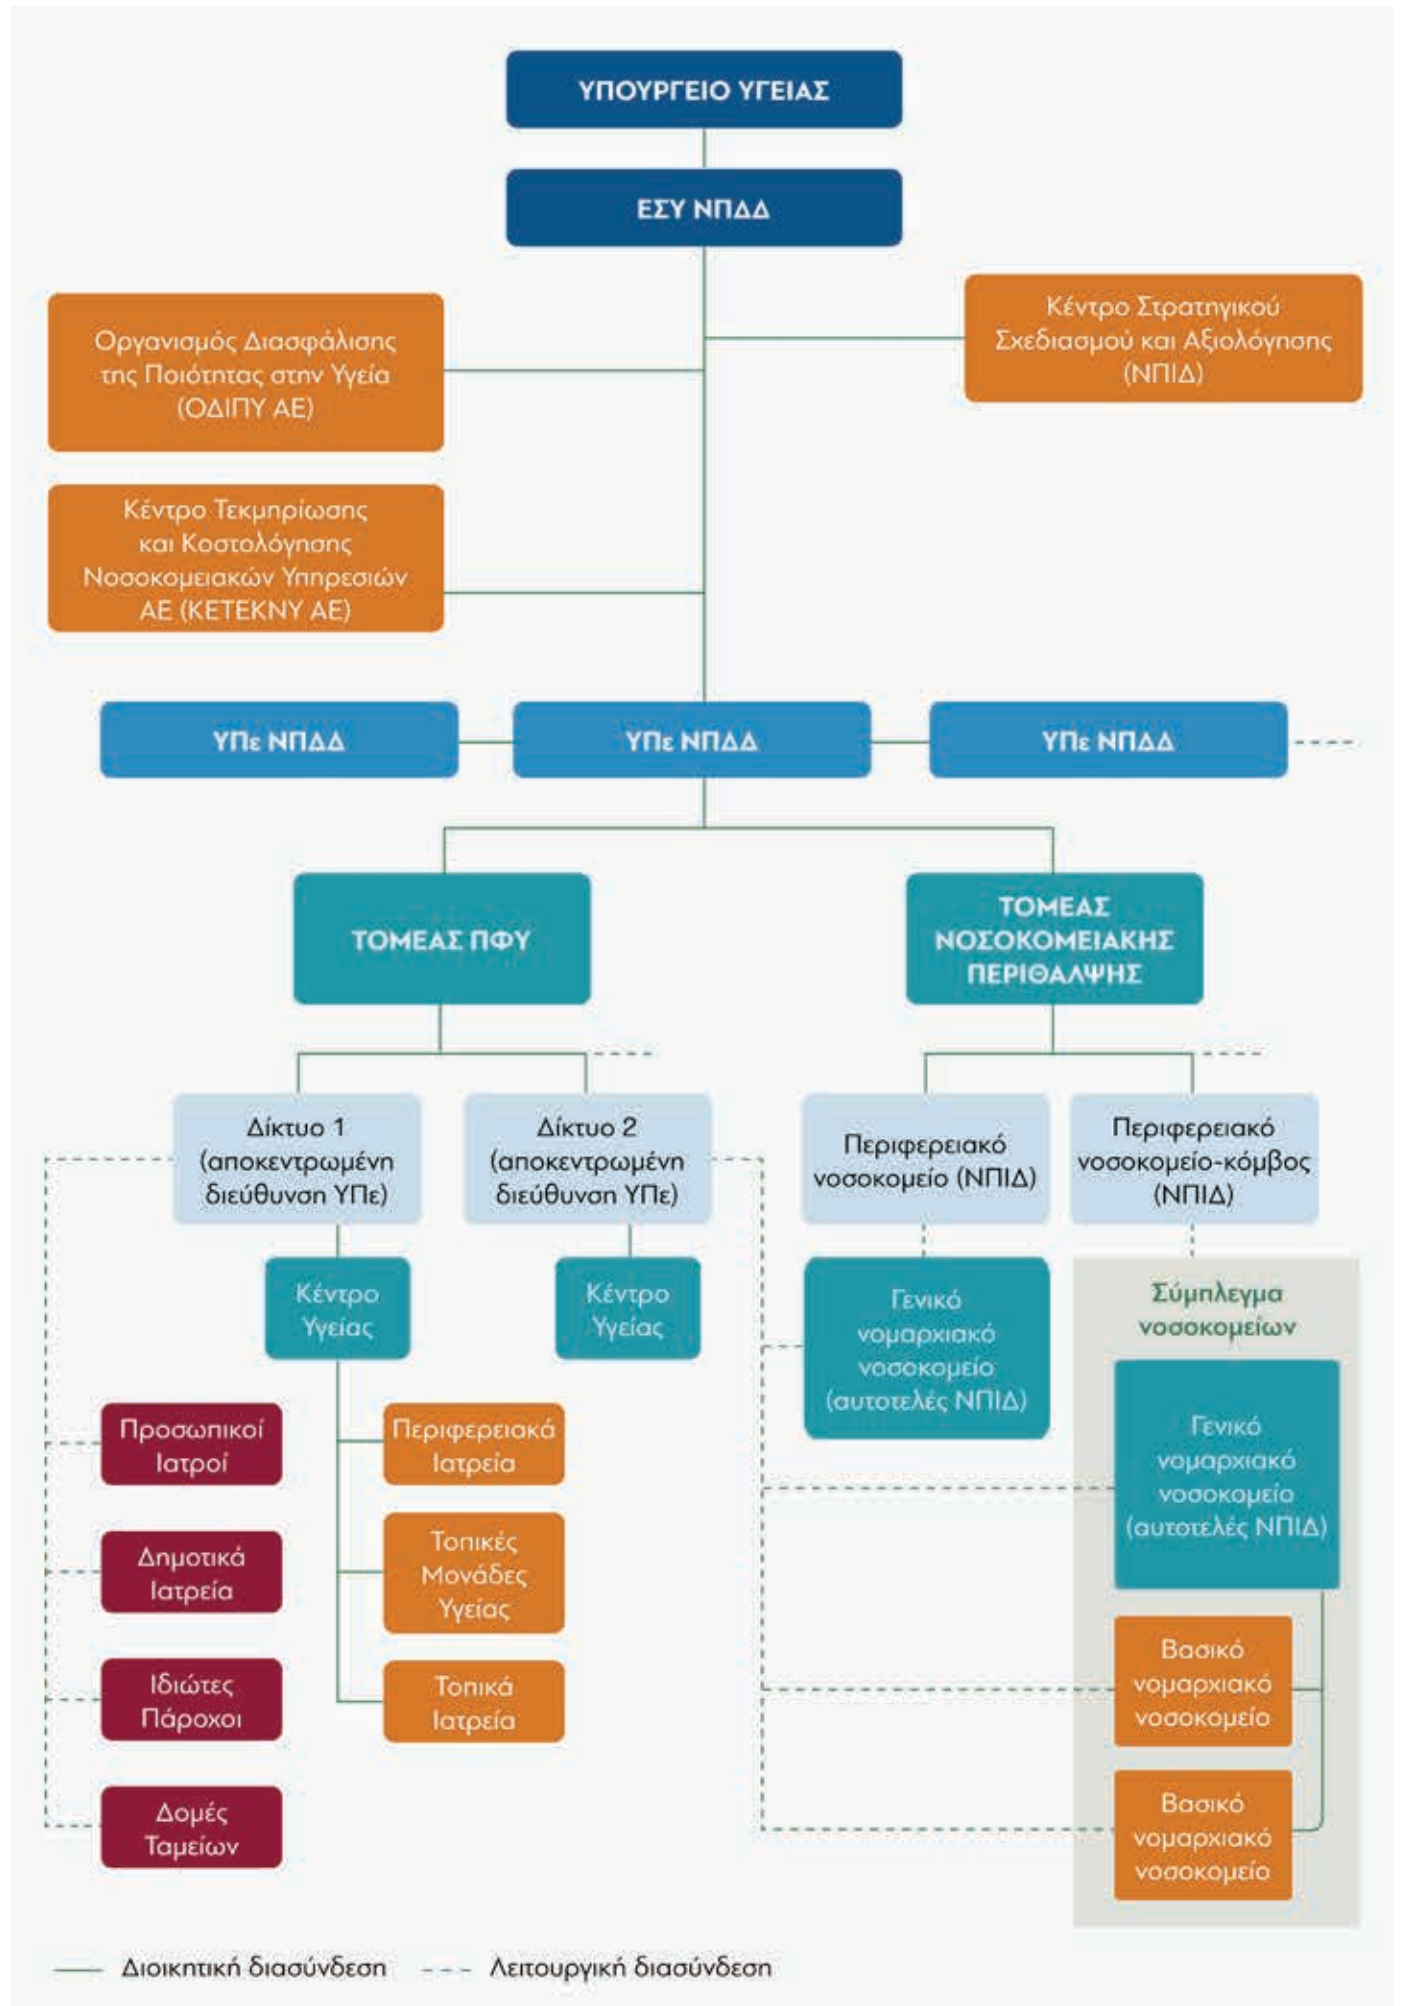 ΥΠΟΥΡΓΕΙΟ ΥΓΕΙΑΣ
ΕΣΥ ΝΠΔΔ
Οργανισμός Διασφάλισης
της Ποιότητας στην Υγεία
(ΟΔΙΠΥ ΑΕ)
Κέντρο Στρατηγικού
Σχεδιασμού και Αξιολόγησης
(ΝΠΙΔ)
Κέντρο Τεκμηρίωσης
και Κοστολόγησης
Νοσοκομειακών Υπηρεσιών
ΑΕ (ΚΕΤΕΚΝΥ ΑΕ)
ΥΠε ΝΠΔΔ
ΥΠε ΝΠΔΔ
ΥΠε ΝΠΔΔ
ΤΟΜΕΑΣ ΠΦΥ
ΤΟΜΕΑΣ
ΝΟΣΟΚΟΜΕΙΑΚΗΣ
ΠΕΡΙΘΑΛΨΗΣ
Δίκτυο 1
(αποκεντρωμένη
διεύθυνση ΥΠε)
Δίκτυο 2
(αποκεντρωμένη
διεύθυνση ΥΠε)
Περιφερειακό
νοσοκομείο (ΝΠΙΔ)
Περιφερειακό
νοσοκομείο-κόμβος
(ΝΠΙΔ)
Κέντρο
Υγείας
Κέντρο
Υγείας
Γενικό
νομαρχιακό
νοσοκομείο
(αυτοτελές ΝΠΙΔ)
Σύμπλεγμα
νοσοκομείων
Γενικό
νομαρχιακό
νοσοκομείο
(αυτοτελές ΝΠΙΔ)
Προσωπικοί
Ιατροί
Περιφερειακά
Ιατρεία
Δημοτικά
Ιατρεία
Τοπικές
Μονάδες
Υγείας
Ιδιώτες
Πάροχοι
Τοπικά
Ιατρεία
Βασικό
νομαρχιακό
νοσοκομείο
Δομές
Ταμείων
Βασικό
νομαρχιακό
νοσοκομείο
Διοικητική διασύνδεση
Λειτουργική διασύνδεση